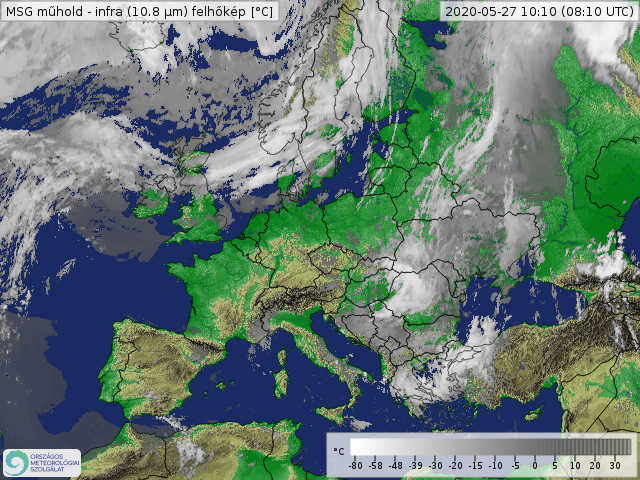 MSG műhold - infra (10.8 µm) felhőkép [°C]
2020-05-27 10:10 (08:10 UTC)
ORSZÁGOS
METEOROLÓGIAI
SZOLGÁLAT
°C
-80 -58 -48 -39 -30 -20 -15 -10 -5 0 5 10 20 30